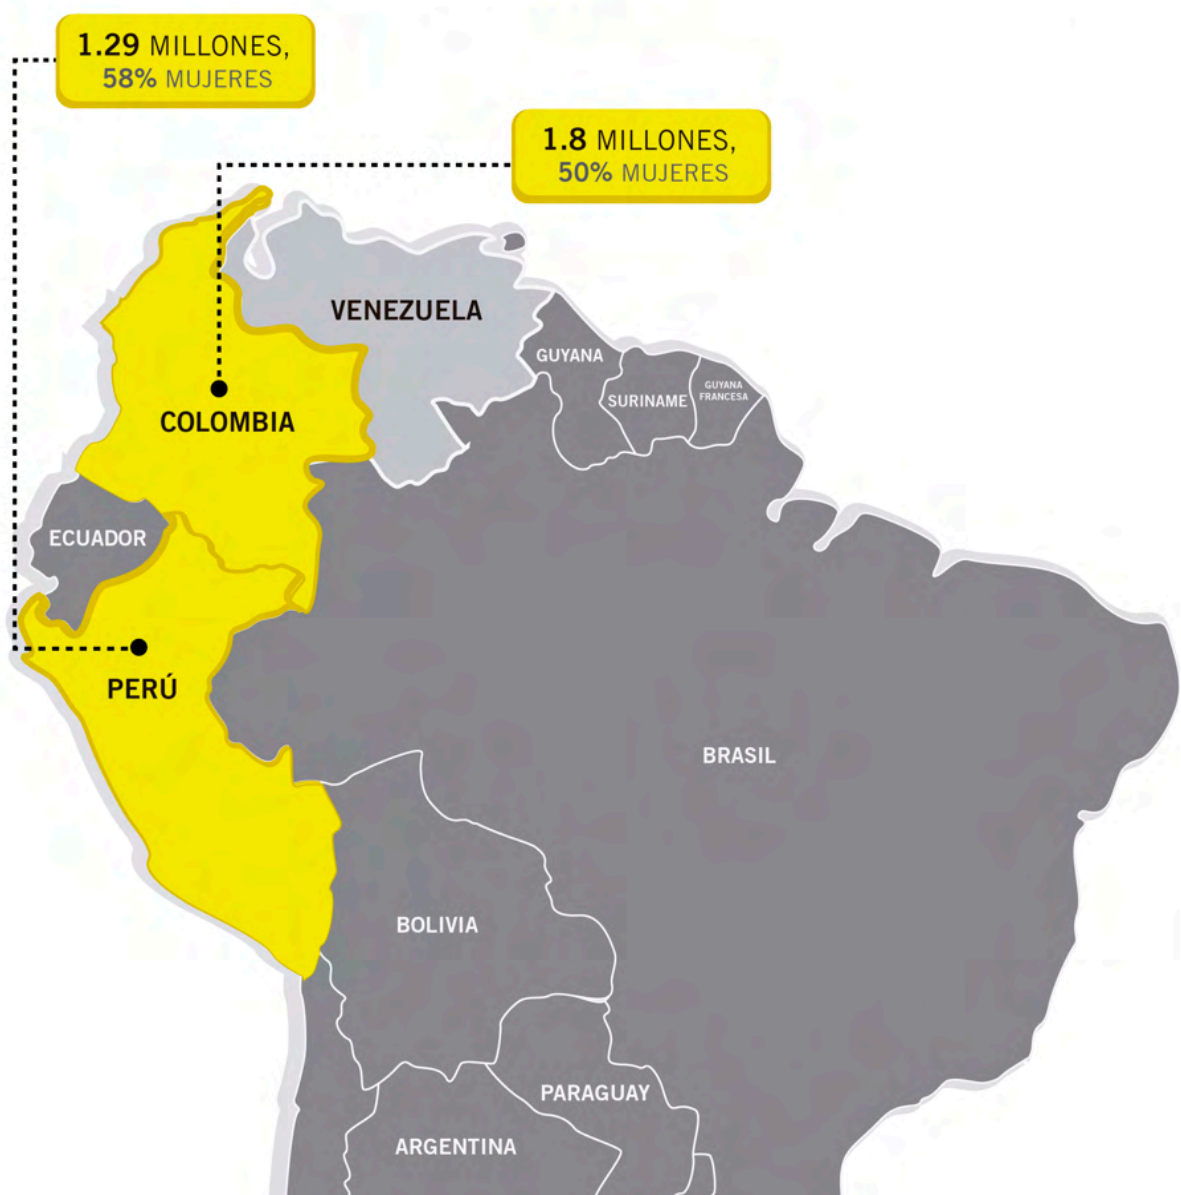 1.29 MILLONES,
58% MUJERES
1.8 MILLONES,
50% MUJERES
VENEZUELA
GUYANA
SURINAME
GUYANA
FRANCESA
COLOMBIA
ECUADOR
PERÚ
BRASIL
BOLIVIA
PARAGUAY
ARGENTINA